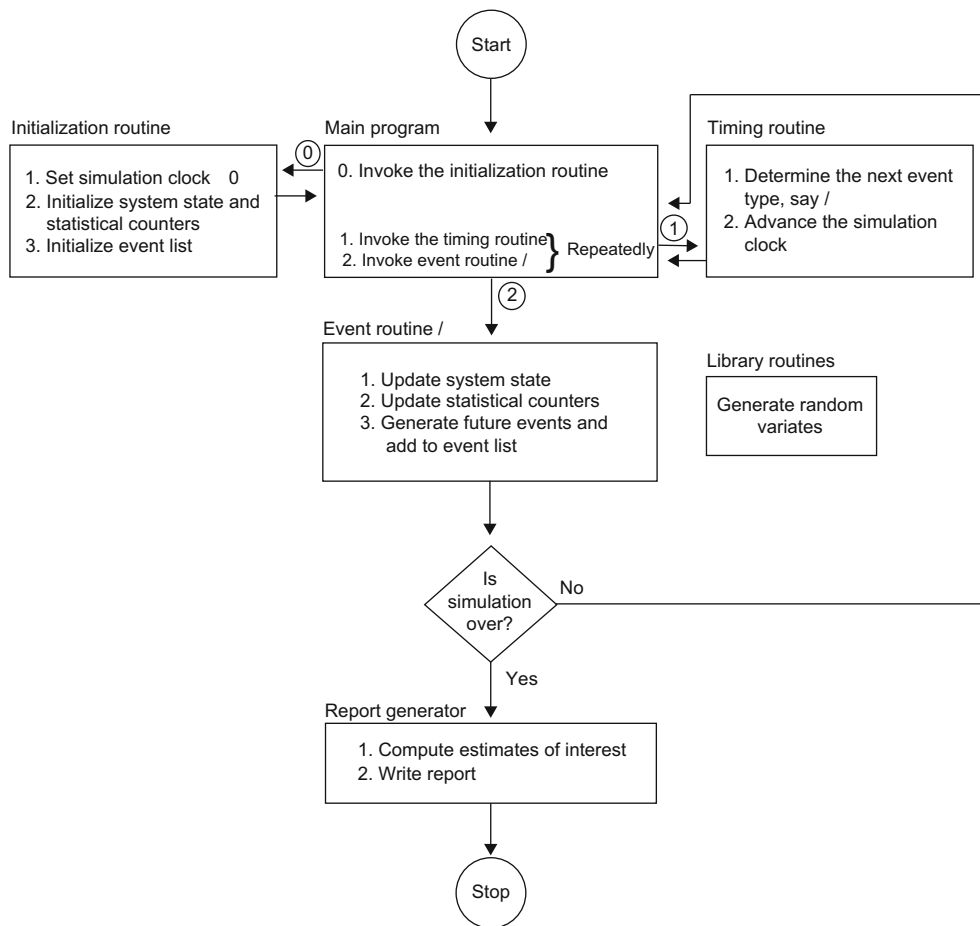 Start
Initialization routine
0
1. Set simulation clock 0
2. Initialize system state and
statistical counters
3. Initialize event list
Main program
0. Invoke the initialization routine
1. Invoke the timing routine
2. Invoke event routine /
} Repeatedly
1
Timing routine
1. Determine the next event
type, say /
2. Advance the simulation
clock
2
Event routine /
1. Update system state
2. Update statistical counters
3. Generate future events and
add to event list
Library routines
Generate random
variates
Is
simulation
over?
No
Yes
Report generator
1. Compute estimates of interest
2. Write report
Stop